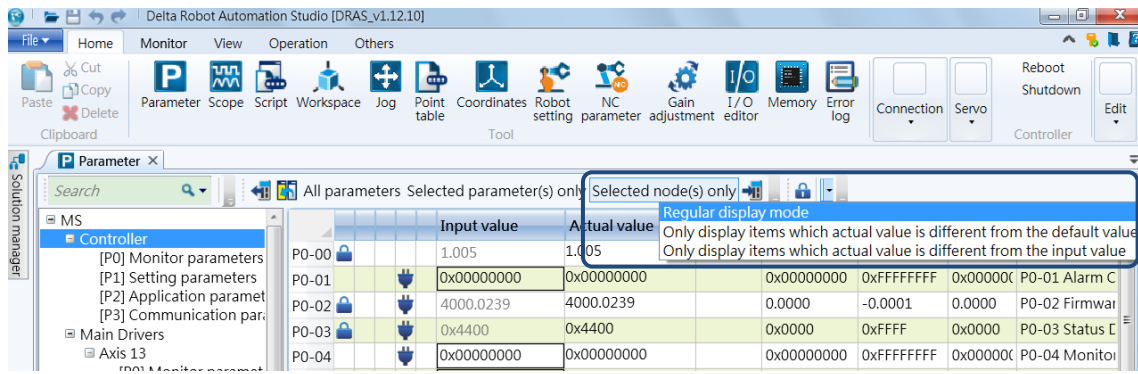 Delta Robot Automation Studio [DRAS_v1.12.10]
File Home Monitor View Operation Others
Cut
Copy
Delete
Paste
Clipboard
Parameter Scope Script Workspace Jog Point table Coordinates Robot setting NC parameter Gain adjustment I/O editor Memory Error log
Tool
Connection Servo
Reboot
Shutdown
Controller
Edit
Solution manager
Parameter
Search All parameters Selected parameter(s) only Selected node(s) only
Regular display mode
Only display items which actual value is different from the default value
Only display items which actual value is different from the input value
MS
Controller
[P0] Monitor parameters
[P1] Setting parameters
[P2] Application paramet
[P3] Communication para
Main Drivers
Axis 13
[P0] Monitor paramet
Input value Actual value
P0-00 1.005 1.005
P0-01 0x00000000 0x00000000 0x00000000 0xFFFFFFFF 0x000000 P0-01 Alarm C
P0-02 4000.0239 4000.0239 0.0000 -0.0001 0.0000 P0-02 Firmwar
P0-03 0x4400 0x4400 0x0000 0xFFFF 0x0000 P0-03 Status D
P0-04 0x00000000 0x00000000 0x00000000 0xFFFFFFFF 0x000000 P0-04 Monitor